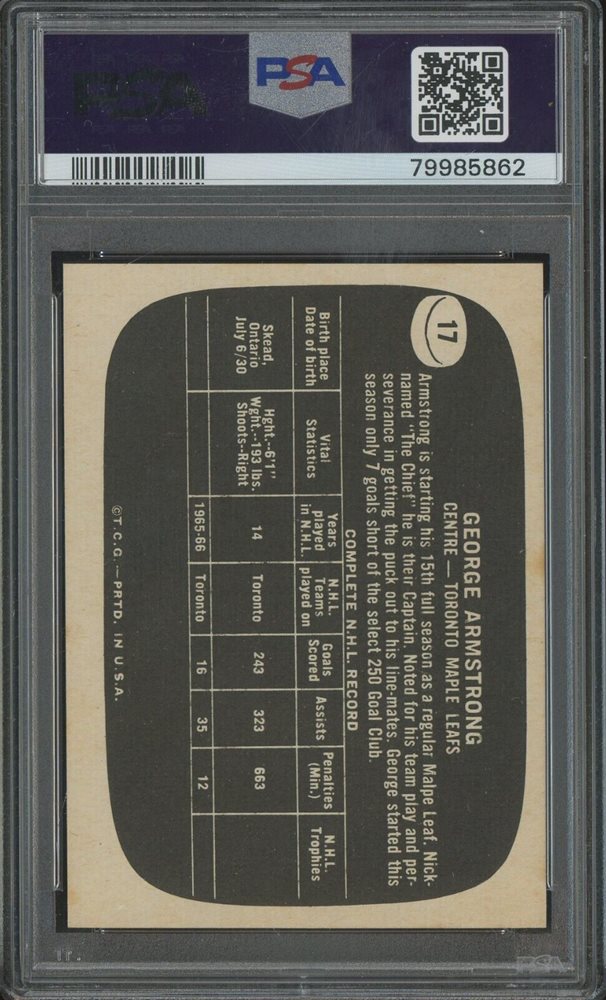 PSA
PSA
79985862
17
GEORGE ARMSTRONG
CENTRE — TORONTO MAPLE LEAFS
Armstrong is starting his 15th full season as a regular Malpe Leaf. Nick-
named "The Chief" he is their Captain. Noted for his team play and per-
severance in getting the puck out to his line-mates. George started this
season only 7 goals short of the select 250 Goal Club.
COMPLETE N.H.L. RECORD
Birth place Date of birth | Vital Statistics | Years played in N.H.L. | N.H.L. Teams played on | Goals Scored | Assists | Penalties (Min.) | N.H.L. Trophies
Skead, Ontario July 6/30 | Hght.--6'1" Wght.--193 lbs. Shoots--Right | 14 | Toronto | 243 | 323 | 663
1965-66 | Toronto | 16 | 35 | 12
©T.C.G.—PRTD. IN U.S.A.
PSA